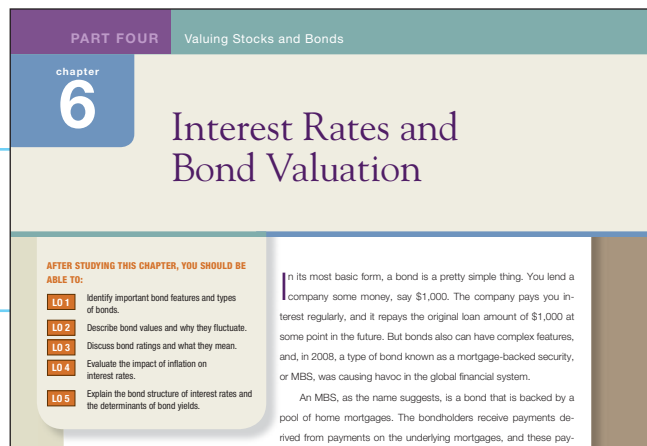 PART FOUR Valuing Stocks and Bonds
chapter
6
Interest Rates and
Bond Valuation
AFTER STUDYING THIS CHAPTER, YOU SHOULD BE
ABLE TO:
LO 1 Identify important bond features and types
of bonds.
LO 2 Describe bond values and why they fluctuate.
LO 3 Discuss bond ratings and what they mean.
LO 4 Evaluate the impact of inflation on
interest rates.
LO 5 Explain the bond structure of interest rates and
the determinants of bond yields.
In its most basic form, a bond is a pretty simple thing. You lend a
company some money, say $1,000. The company pays you in-
terest regularly, and it repays the original loan amount of $1,000 at
some point in the future. But bonds also can have complex features,
and, in 2008, a type of bond known as a mortgage-backed security,
or MBS, was causing havoc in the global financial system.
An MBS, as the name suggests, is a bond that is backed by a
pool of home mortgages. The bondholders receive payments de-
rived from payments on the underlying mortgages, and these pay-